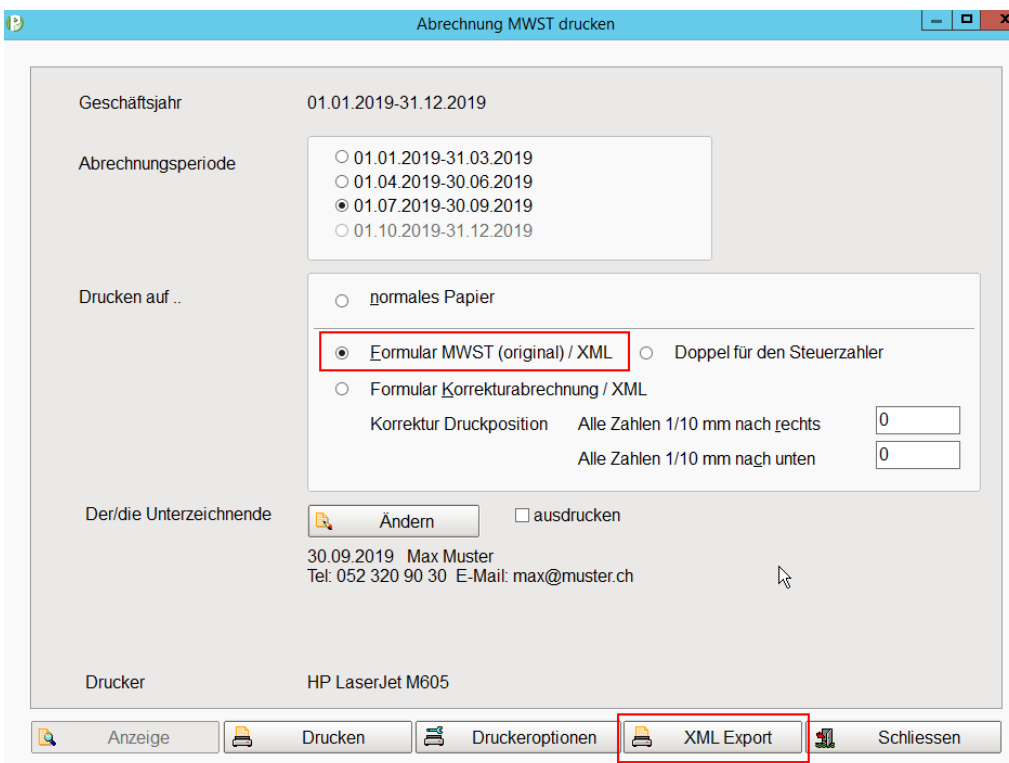 Abrechnung MWST drucken
Geschäftsjahr 01.01.2019-31.12.2019
Abrechnungsperiode
01.01.2019-31.03.2019
01.04.2019-30.06.2019
01.07.2019-30.09.2019
01.10.2019-31.12.2019
Drucken auf ..
normales Papier
Formular MWST (original) / XML Doppel für den Steuerzahler
Formular Korrekturabrechnung / XML
Korrektur Druckposition Alle Zahlen 1/10 mm nach rechts 0
Alle Zahlen 1/10 mm nach unten 0
Der/die Unterzeichnende Ändern ausdrucken
30.09.2019 Max Muster
Tel: 052 320 90 30 E-Mail: max@muster.ch
Drucker HP LaserJet M605
Anzeige Drucken Druckeroptionen XML Export Schliessen